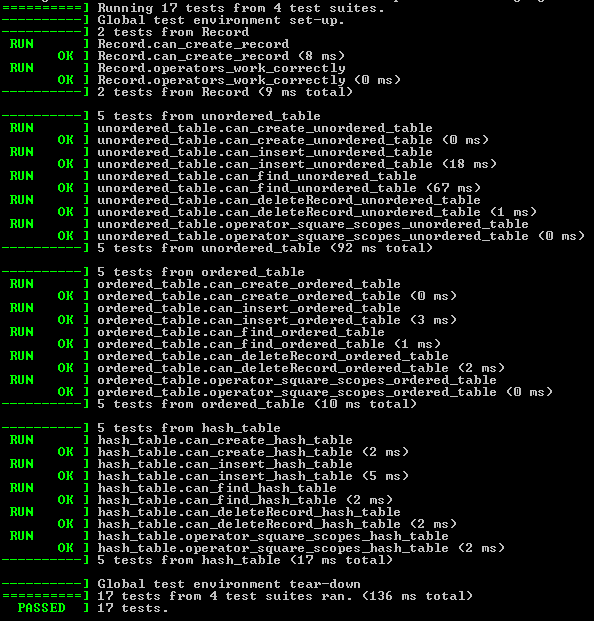 ==========] Running 17 tests from 4 test suites.
----------] Global test environment set-up.
----------] 2 tests from Record
RUN      ] Record.can_create_record
OK ] Record.can_create_record (8 ms)
RUN      ] Record.operators_work_correctly
OK ] Record.operators_work_correctly (0 ms)
----------] 2 tests from Record (9 ms total)
----------] 5 tests from unordered_table
RUN      ] unordered_table.can_create_unordered_table
OK ] unordered_table.can_create_unordered_table (0 ms)
RUN      ] unordered_table.can_insert_unordered_table
OK ] unordered_table.can_insert_unordered_table (18 ms)
RUN      ] unordered_table.can_find_unordered_table
OK ] unordered_table.can_find_unordered_table (67 ms)
RUN      ] unordered_table.can_deleteRecord_unordered_table
OK ] unordered_table.can_deleteRecord_unordered_table (1 ms)
RUN      ] unordered_table.operator_square_scopes_unordered_table
OK ] unordered_table.operator_square_scopes_unordered_table (0 ms)
----------] 5 tests from unordered_table (92 ms total)
----------] 5 tests from ordered_table
RUN      ] ordered_table.can_create_ordered_table
OK ] ordered_table.can_create_ordered_table (0 ms)
RUN      ] ordered_table.can_insert_ordered_table
OK ] ordered_table.can_insert_ordered_table (3 ms)
RUN      ] ordered_table.can_find_ordered_table
OK ] ordered_table.can_find_ordered_table (1 ms)
RUN      ] ordered_table.can_deleteRecord_ordered_table
OK ] ordered_table.can_deleteRecord_ordered_table (2 ms)
RUN      ] ordered_table.operator_square_scopes_ordered_table
OK ] ordered_table.operator_square_scopes_ordered_table (0 ms)
----------] 5 tests from ordered_table (10 ms total)
----------] 5 tests from hash_table
RUN      ] hash_table.can_create_hash_table
OK ] hash_table.can_create_hash_table (2 ms)
RUN      ] hash_table.can_insert_hash_table
OK ] hash_table.can_insert_hash_table (5 ms)
RUN      ] hash_table.can_find_hash_table
OK ] hash_table.can_find_hash_table (2 ms)
RUN      ] hash_table.can_deleteRecord_hash_table
OK ] hash_table.can_deleteRecord_hash_table (2 ms)
RUN      ] hash_table.operator_square_scopes_hash_table
OK ] hash_table.operator_square_scopes_hash_table (2 ms)
----------] 5 tests from hash_table (17 ms total)
----------] Global test environment tear-down
==========] 17 tests from 4 test suites ran. (136 ms total)
PASSED  ] 17 tests.